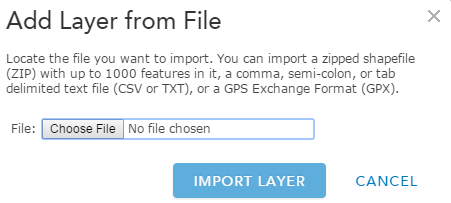 Add Layer from File
Locate the file you want to import. You can import a zipped shapefile
(ZIP) with up to 1000 features in it, a comma, semi-colon, or tab
delimited text file (CSV or TXT), or a GPS Exchange Format (GPX).
File: Choose File No file chosen
IMPORT LAYER CANCEL